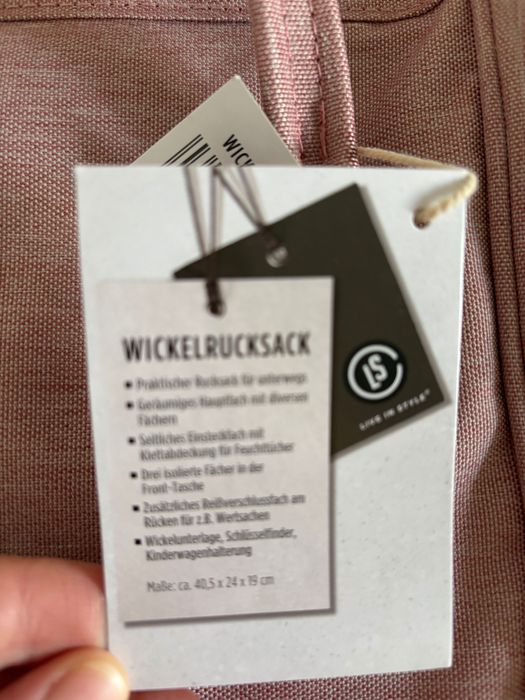 WICK
WICKELRUCKSACK
▪ Praktischer Rucksack für unterwegs
▪ Geräumiges Hauptfach mit diversen
Fächern
▪ Seitliches Einsteckfach mit
Klettabdeckung für Feuchttücher
▪ Drei isolierte Fächer in der
Front-Tasche
▪ Zusätzliches Reißverschlussfach am
Rücken für z.B. Wertsachen
▪ Wickelunterlage, Schlüsselfinder,
Kinderwagenhalterung
Maße: ca. 40,5 x 24 x 19 cm
LS
LIVE IN STYLE